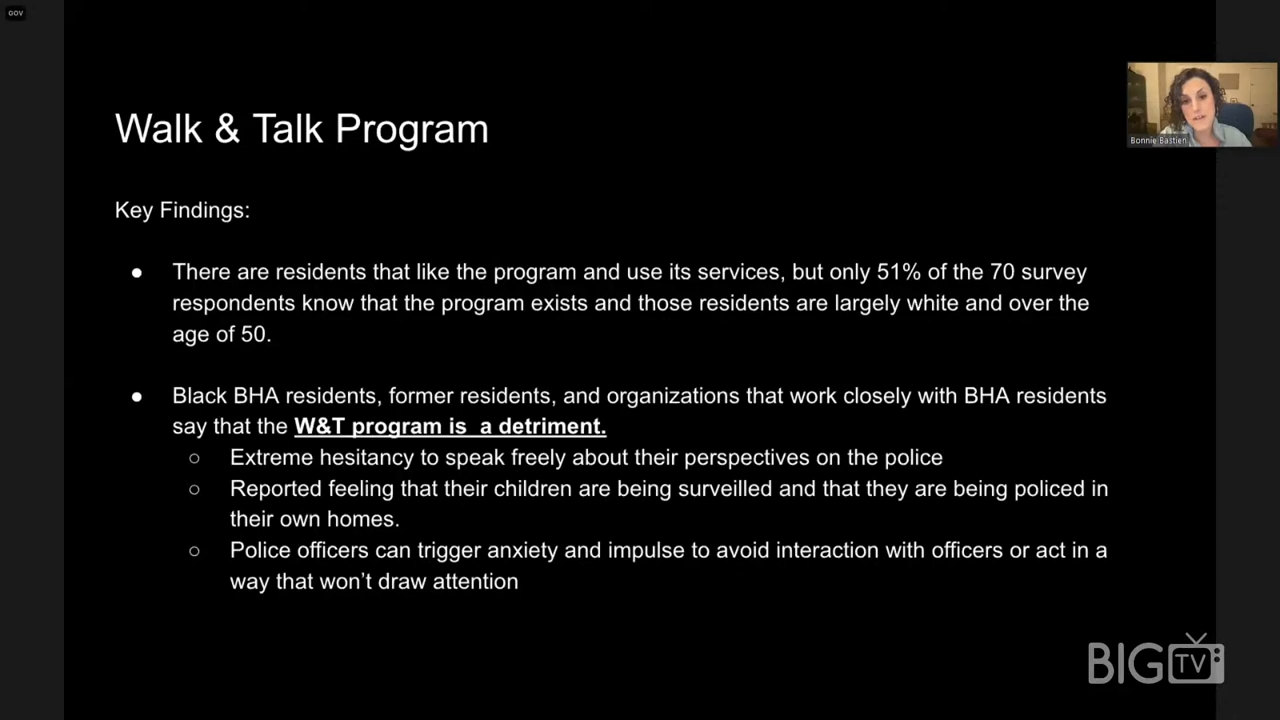 GOV
Walk & Talk Program
Bonnie Bastien
Key Findings:
● There are residents that like the program and use its services, but only 51% of the 70 survey
respondents know that the program exists and those residents are largely white and over the
age of 50.
● Black BHA residents, former residents, and organizations that work closely with BHA residents
say that the W&T program is  a detriment.
○ Extreme hesitancy to speak freely about their perspectives on the police
○ Reported feeling that their children are being surveilled and that they are being policed in
their own homes.
○ Police officers can trigger anxiety and impulse to avoid interaction with officers or act in a
way that won’t draw attention
BIG TV